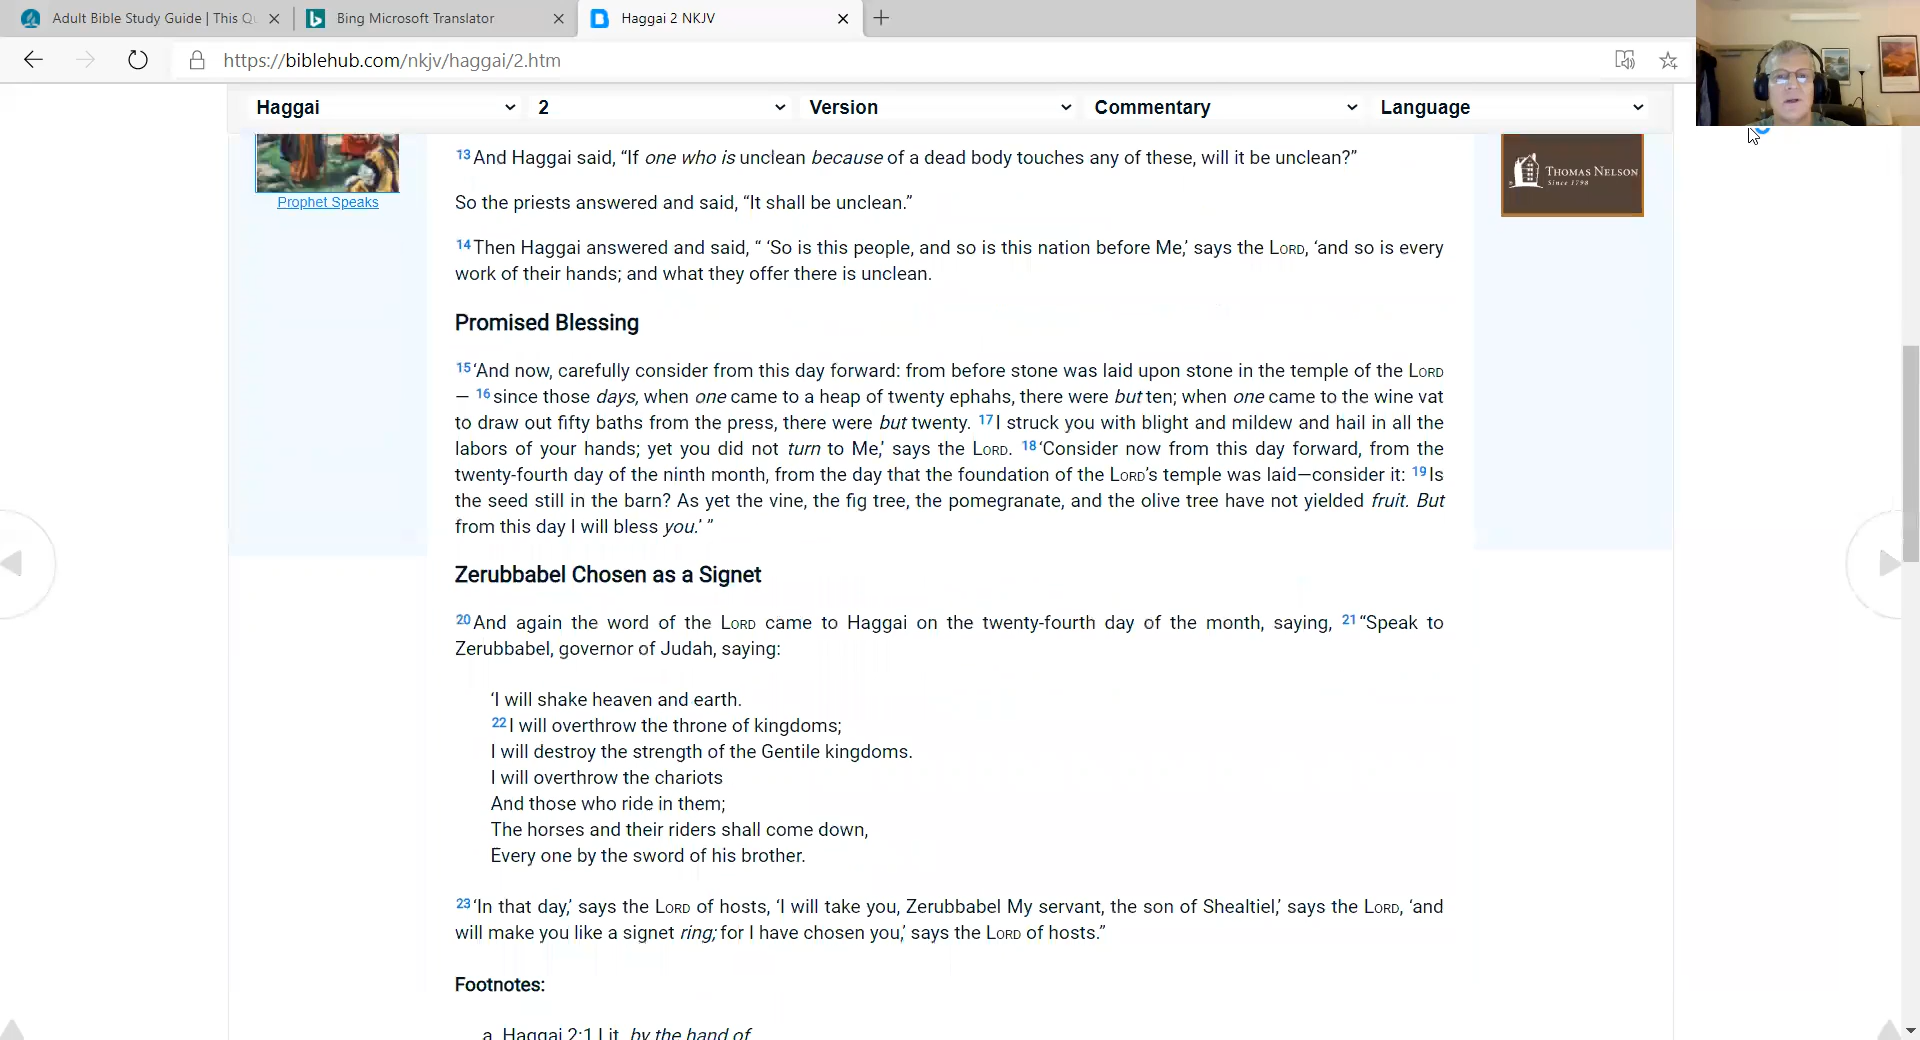 Adult Bible Study Guide | This Qu
Bing Microsoft Translator
Haggai 2 NKJV
https://biblehub.com/nkjv/haggai/2.htm
Haggai 2 Version Commentary Language
Prophet Speaks
THOMAS NELSON
Since 1798
13 And Haggai said, “If one who is unclean because of a dead body touches any of these, will it be unclean?”
So the priests answered and said, “It shall be unclean.”
14 Then Haggai answered and said, “ ‘So is this people, and so is this nation before Me,’ says the LORD, ‘and so is every
work of their hands; and what they offer there is unclean.
Promised Blessing
15 ‘And now, carefully consider from this day forward: from before stone was laid upon stone in the temple of the LORD
— 16 since those days, when one came to a heap of twenty ephahs, there were but ten; when one came to the wine vat
to draw out fifty baths from the press, there were but twenty. 17 I struck you with blight and mildew and hail in all the
labors of your hands; yet you did not turn to Me,’ says the LORD. 18 ‘Consider now from this day forward, from the
twenty-fourth day of the ninth month, from the day that the foundation of the LORD’s temple was laid—consider it: 19 Is
the seed still in the barn? As yet the vine, the fig tree, the pomegranate, and the olive tree have not yielded fruit. But
from this day I will bless you.’ ”
Zerubbabel Chosen as a Signet
20 And again the word of the LORD came to Haggai on the twenty-fourth day of the month, saying, 21 “Speak to
Zerubbabel, governor of Judah, saying:
‘I will shake heaven and earth.
22 I will overthrow the throne of kingdoms;
I will destroy the strength of the Gentile kingdoms.
I will overthrow the chariots
And those who ride in them;
The horses and their riders shall come down,
Every one by the sword of his brother.
23 ‘In that day,’ says the LORD of hosts, ‘I will take you, Zerubbabel My servant, the son of Shealtiel,’ says the LORD, ‘and
will make you like a signet ring; for I have chosen you,’ says the LORD of hosts.”
Footnotes:
a Haggai 2:1 Lit. by the hand of